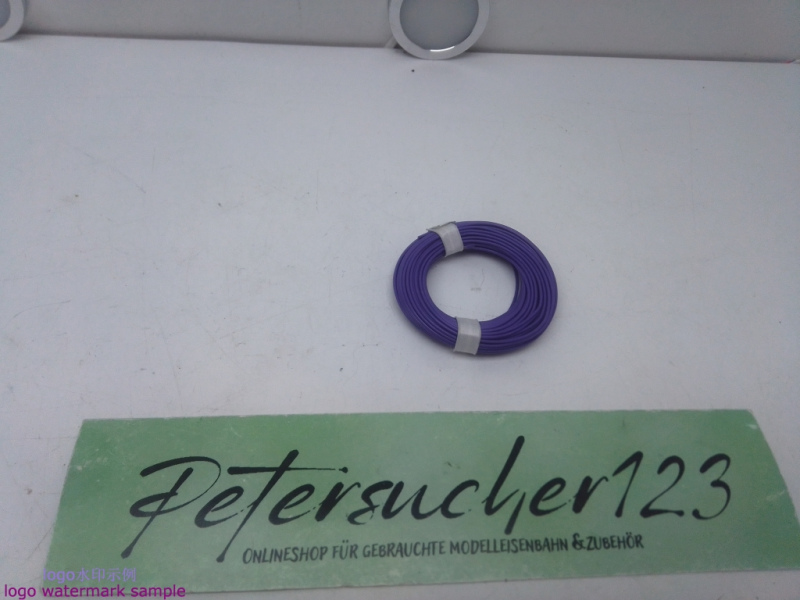 Petersucher123
ONLINESHOP FÜR GEBRAUCHTE MODELLEISENBAHN & ZUBEHÖR
logo水印示例
logo watermark sample